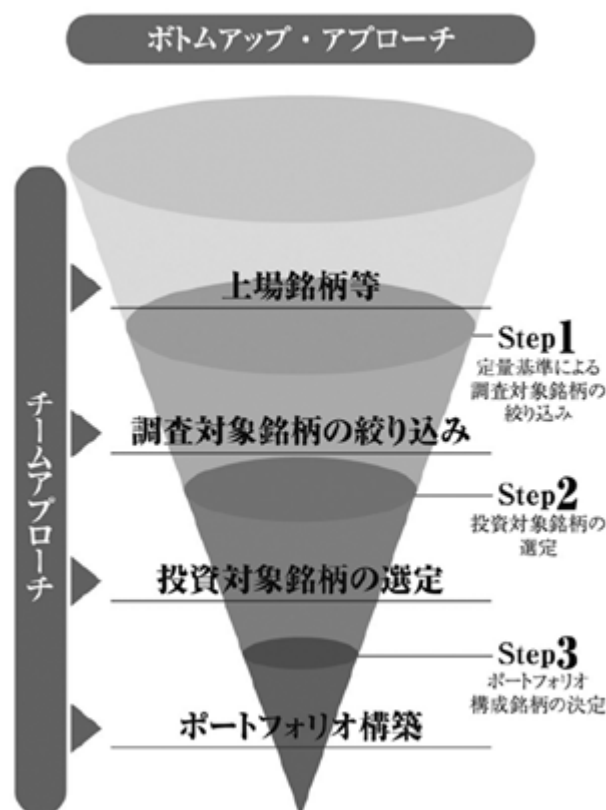 ボトムアップ・アプローチ
チームアプローチ
上場銘柄等
Step1
定量基準による
調査対象銘柄の
絞り込み
調査対象銘柄の絞り込み
Step2
投資対象銘柄の
選定
投資対象銘柄の選定
Step3
ポートフォリオ
構成銘柄の決定
ポートフォリオ構築